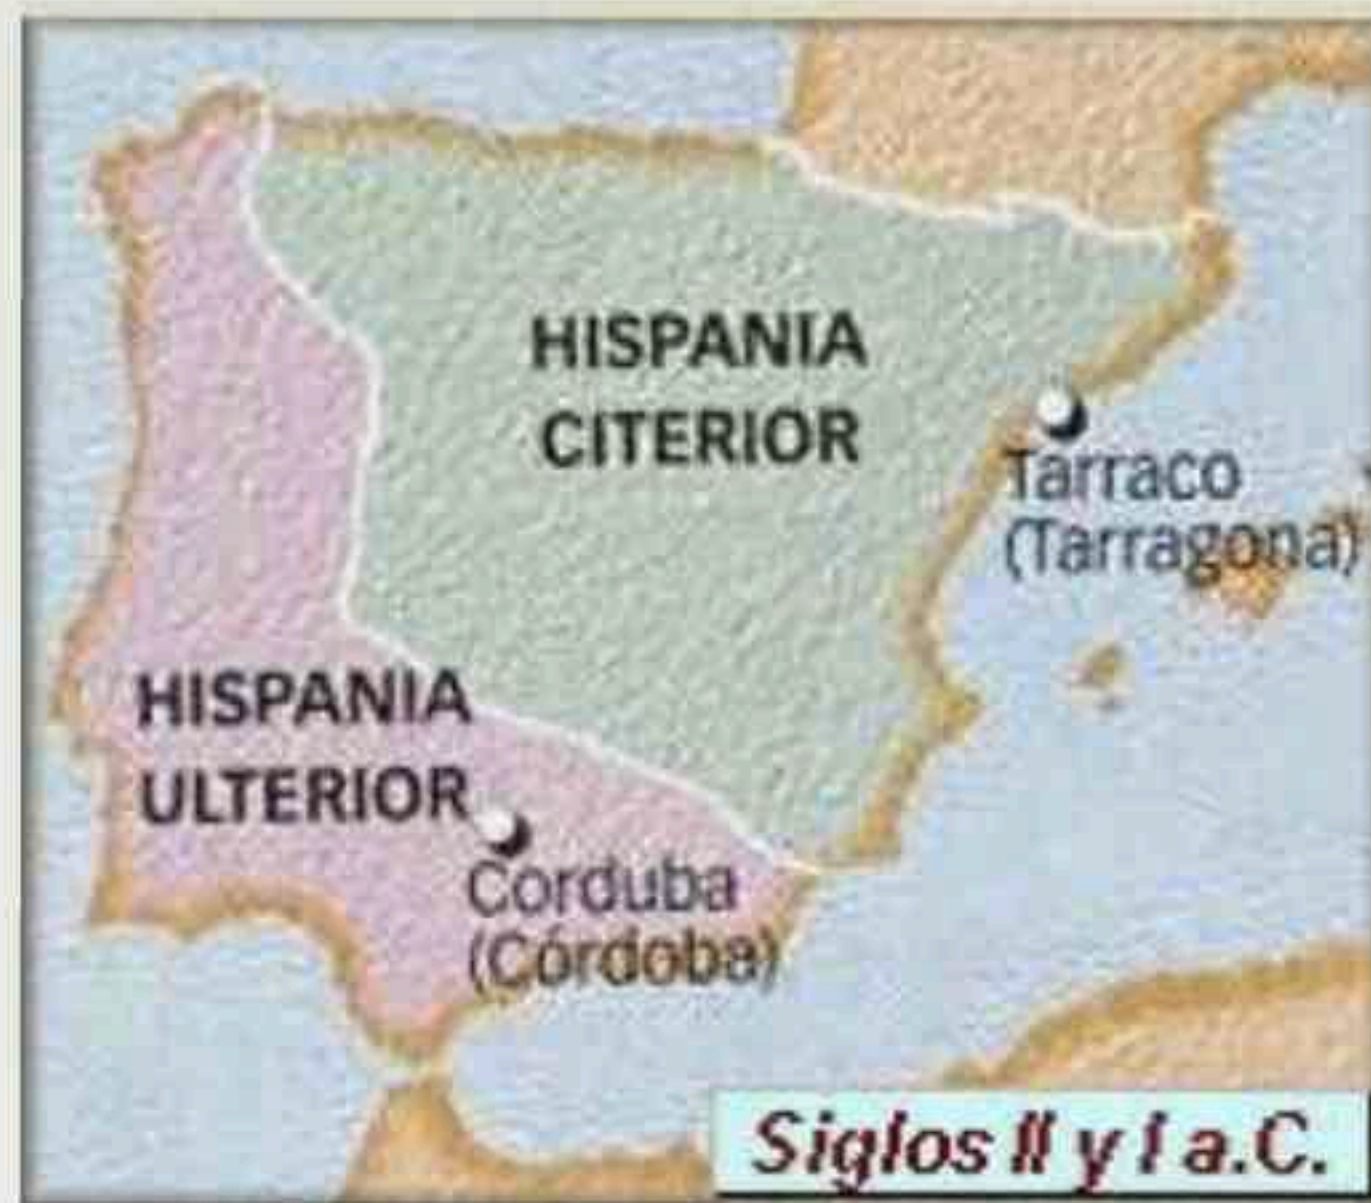 HISPANIA
CITERIOR
Tarraco
(Tarragona)
HISPANIA
ULTERIOR
Corduba
(Córdoba)
Siglos II y I a.C.